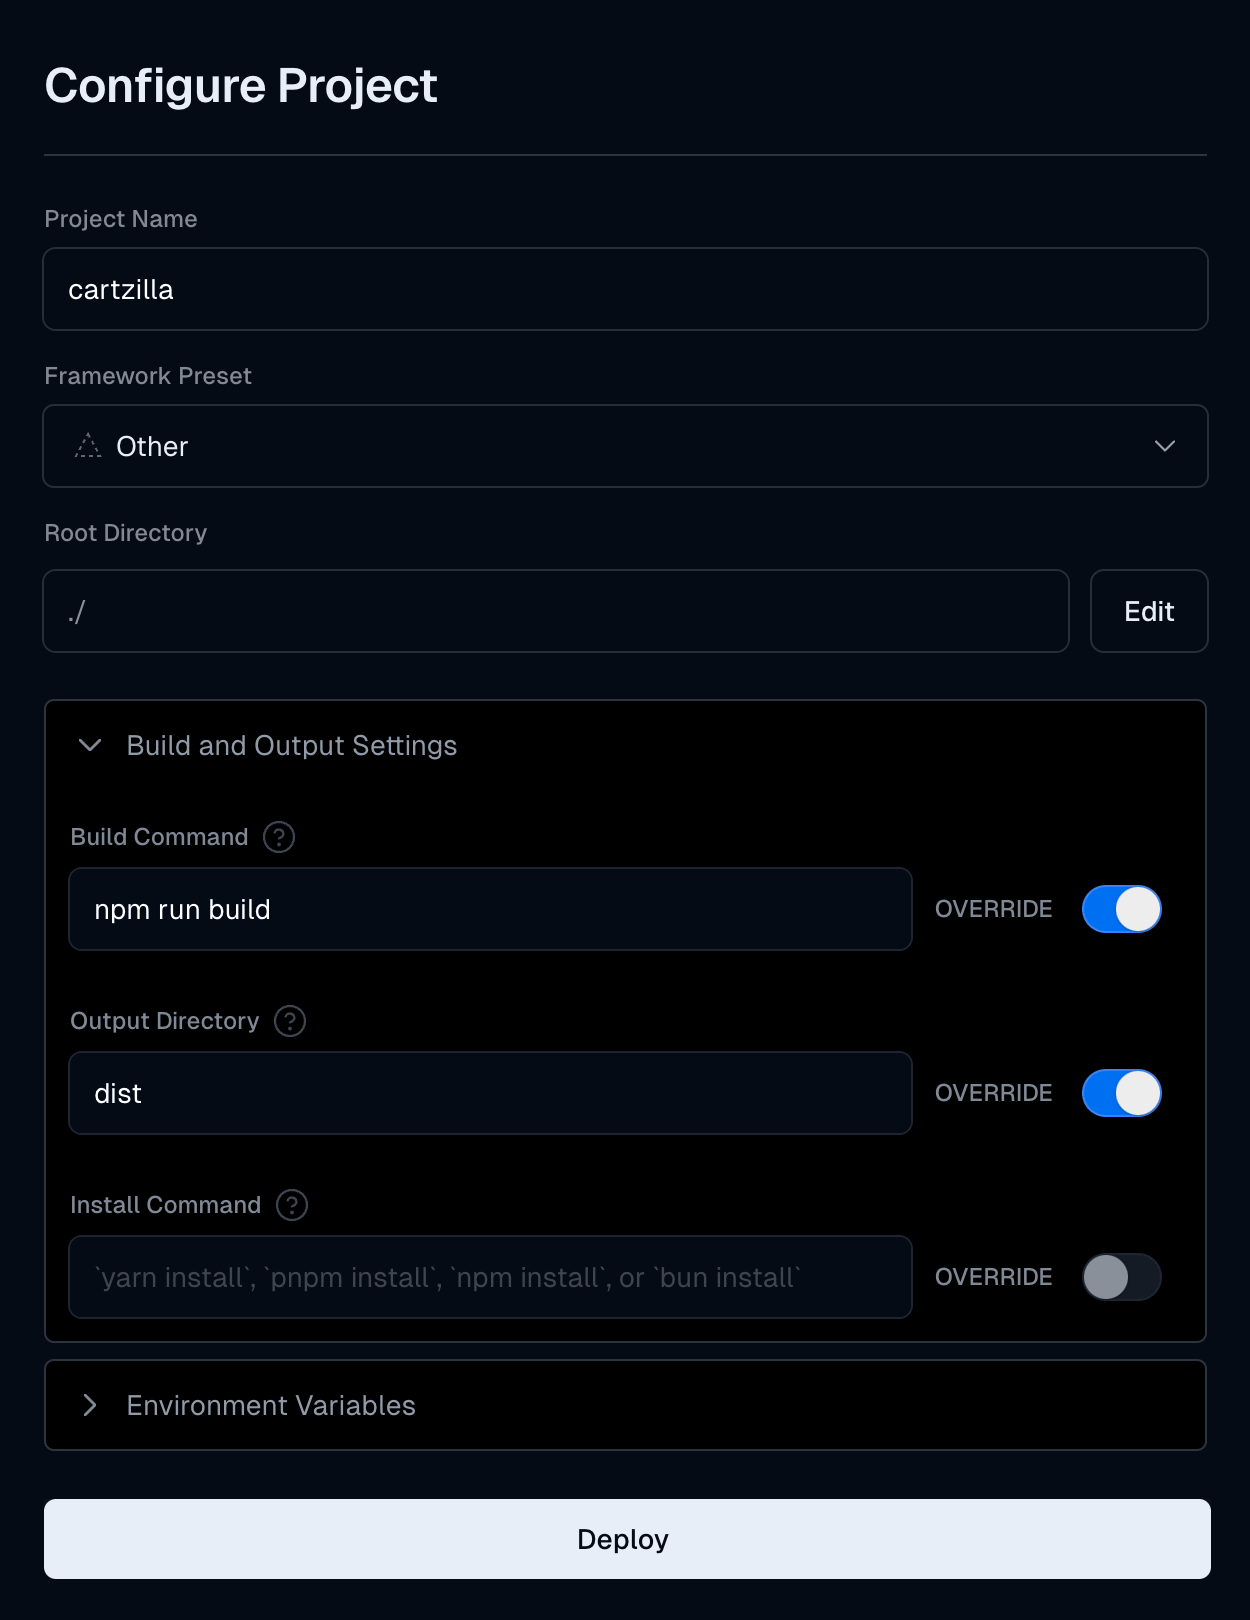 Configure Project
Project Name
cartzilla
Framework Preset
Other
Root Directory
./
Edit
Build and Output Settings
Build Command ?
npm run build
OVERRIDE
Output Directory ?
dist
OVERRIDE
Install Command ?
`yarn install`, `pnpm install`, `npm install`, or `bun install`
OVERRIDE
Environment Variables
Deploy